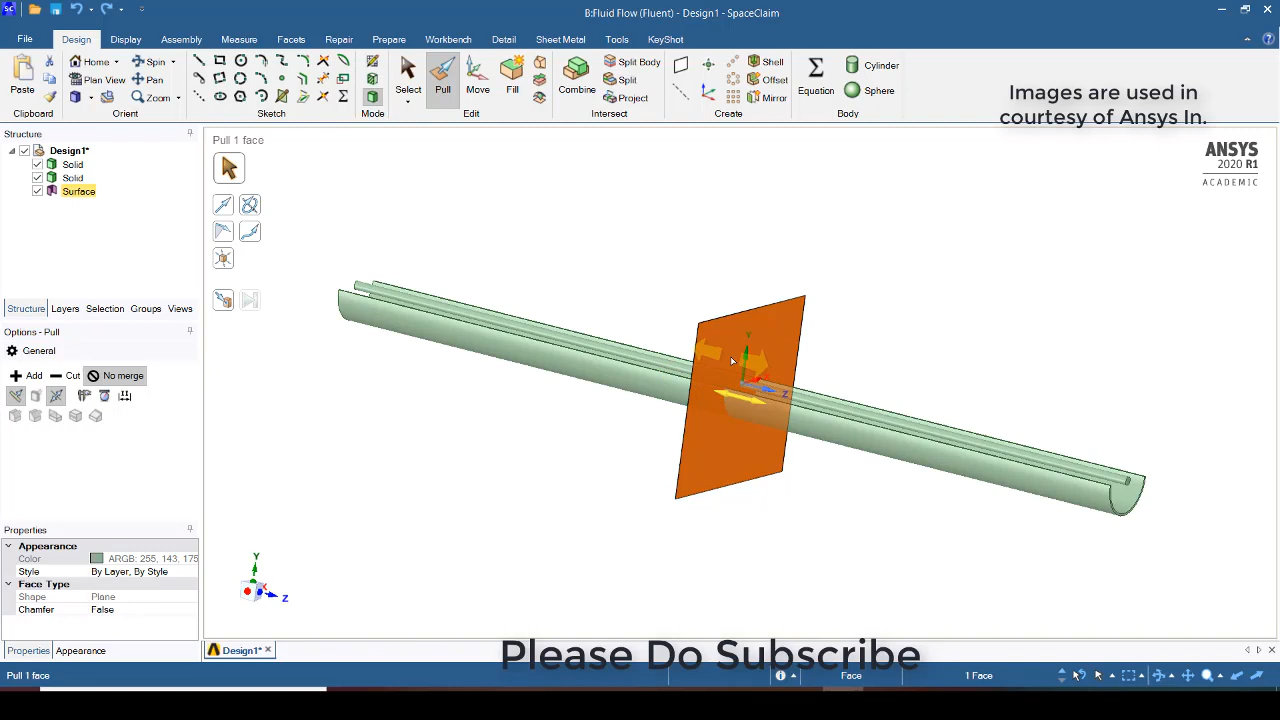 B:Fluid Flow (Fluent) - Design1 - SpaceClaim
File Design Display Assembly Measure Facets Repair Prepare Workbench Detail Sheet Metal Tools KeyShot
Home Spin
Plan View Pan
Zoom
Paste
Select Pull Move Fill
Combine
Split Body
Split
Project
Shell
Offset
Mirror
Equation
Cylinder
Sphere
Clipboard Orient Sketch Mode Edit Intersect Create Body
Images are used in
courtesy of Ansys In.
Structure
Design1*
Solid
Solid
Surface
Pull 1 face
ANSYS
2020 R1
ACADEMIC
Structure Layers Selection Groups Views
Options - Pull
General
Add Cut No merge
Y
Z
Properties
Appearance
Color ARGB: 255, 143, 175
Style By Layer, By Style
Face Type
Shape Plane
Chamfer False
Y
X
Z
Properties Appearance
Design1*
Please Do Subscribe
Pull 1 face
Face
1 Face